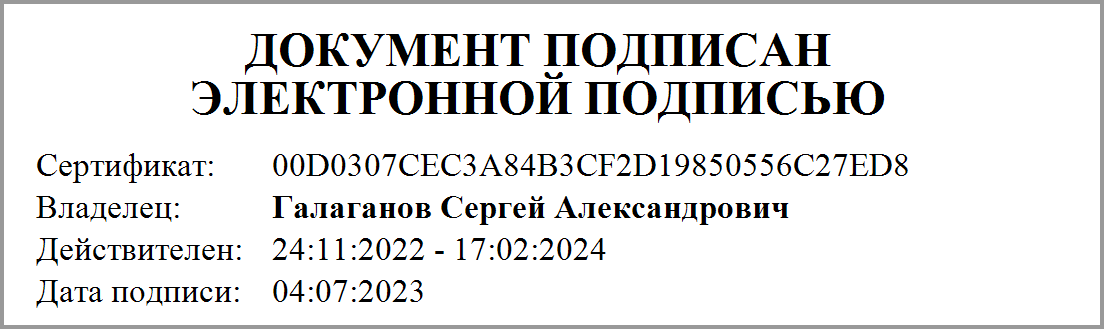 ДОКУМЕНТ ПОДПИСАН
ЭЛЕКТРОННОЙ ПОДПИСЬЮ
Сертификат: 00D0307CEC3A84B3CF2D19850556C27ED8
Владелец: Галаганов Сергей Александрович
Действителен: 24:11:2022 - 17:02:2024
Дата подписи: 04:07:2023